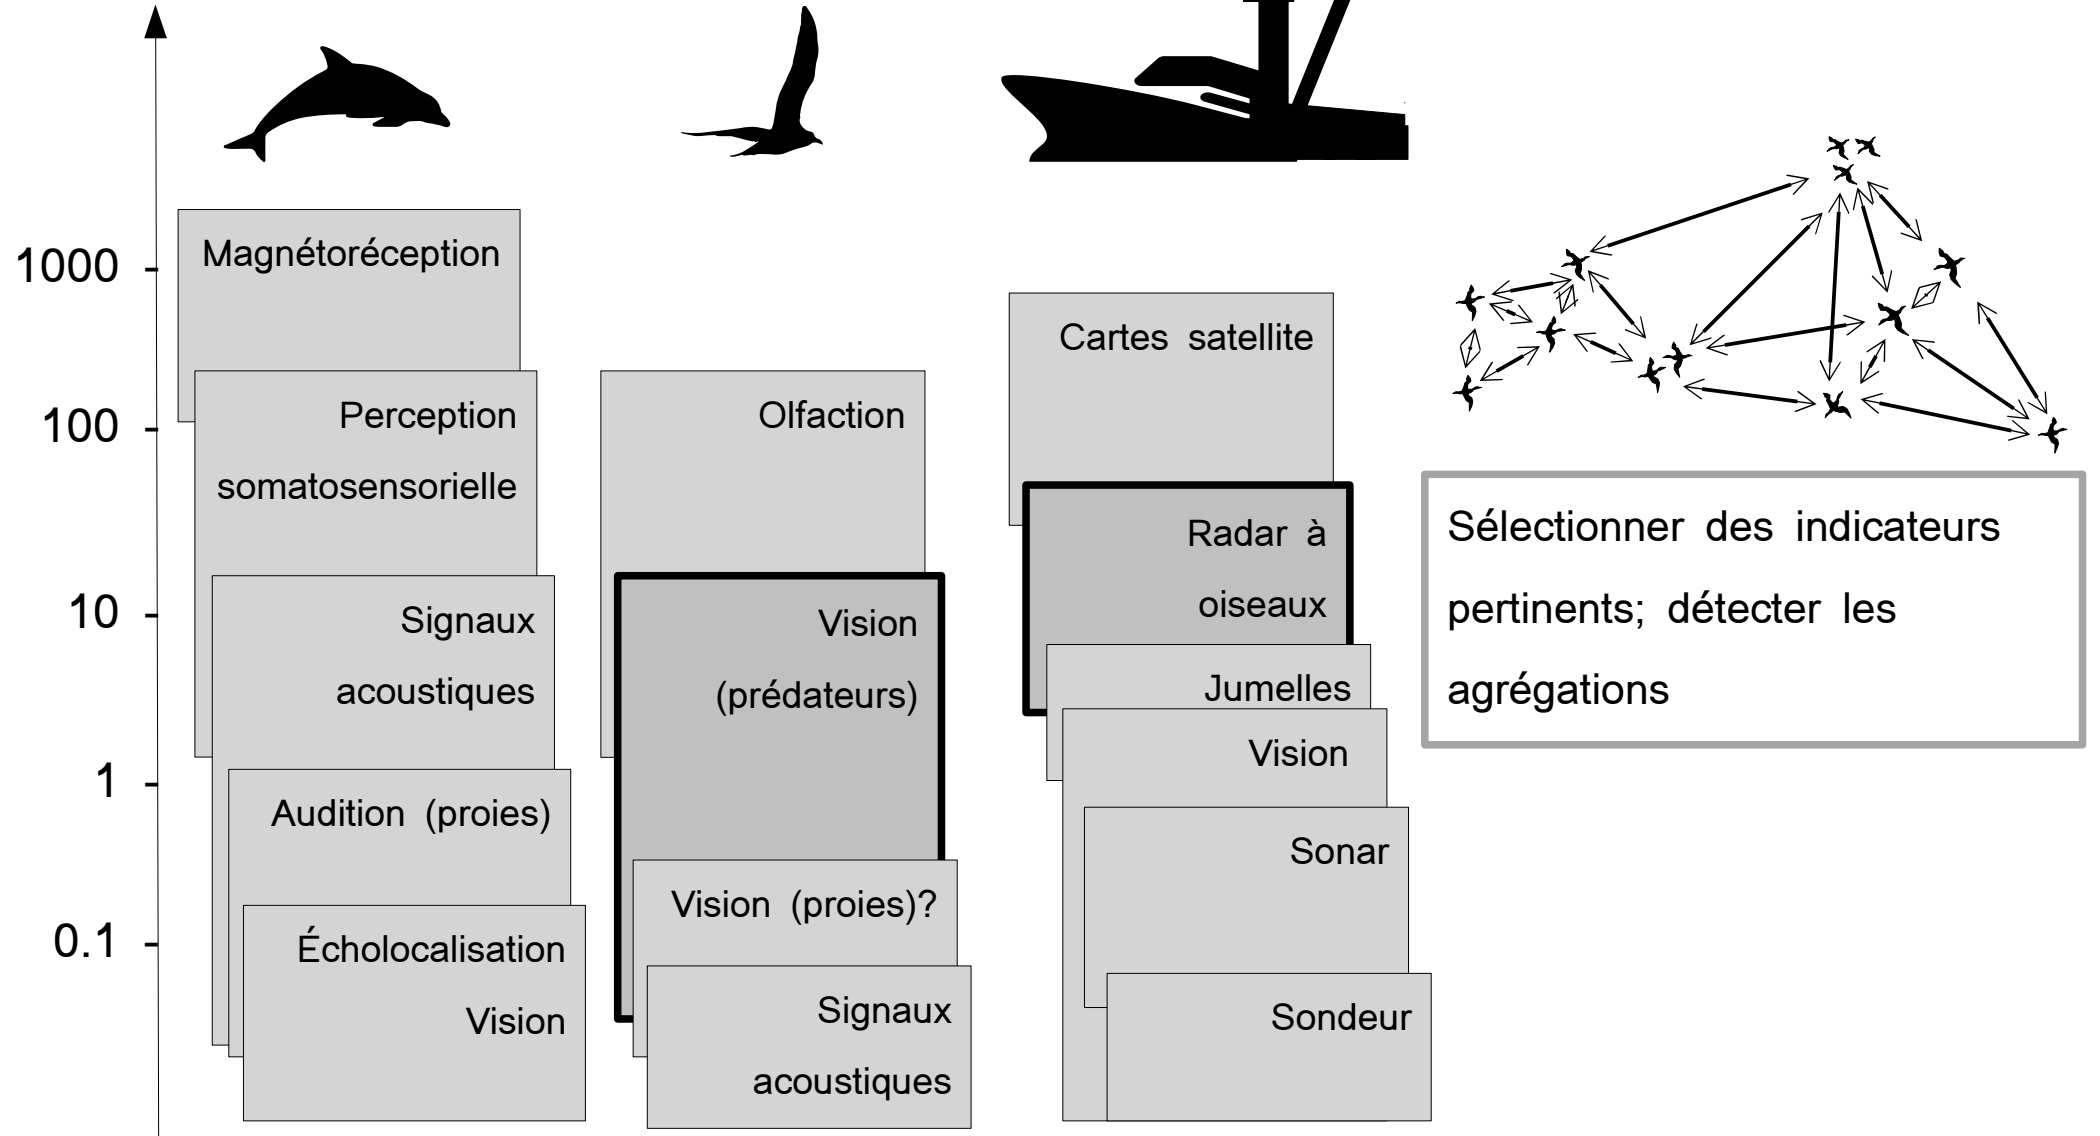 1000
100
10
1
0.1
Magnétoréception
Perception
somatosensorielle
Signaux
acoustiques
Audition (proies)
Écholocalisation
Vision
Olfaction
Vision
(prédateurs)
Vision (proies)?
Signaux
acoustiques
Cartes satellite
Radar à
oiseaux
Jumelles
Vision
Sonar
Sondeur
Sélectionner des indicateurs
pertinents; détecter les
agrégations